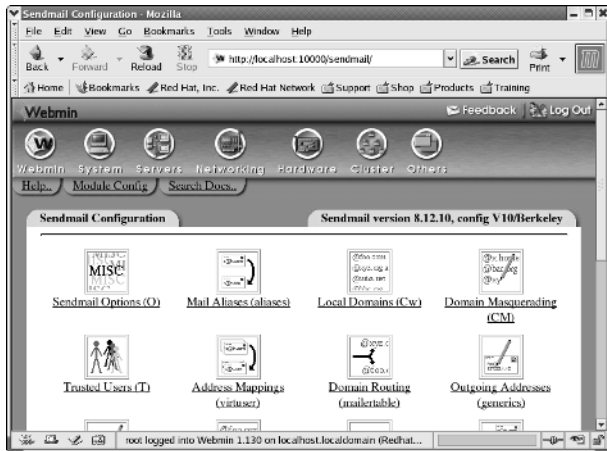 Sendmail Configuration - Mozilla
File Edit View Go Bookmarks Tools Window Help
Back Forward Reload Stop http://localhost:10000/sendmail/ Search Print
Home Bookmarks Red Hat, Inc. Red Hat Network Support Shop Products Training
Webmin Feedback Log Out
Webmin System Servers Networking Hardware Cluster Others
Help.. Module Config Search Docs..
Sendmail Configuration Sendmail version 8.12.10, config V10/Berkeley
MISC
Sendmail Options (O) Mail Aliases (aliases) Local Domains (Cw) Domain Masquerading
(CM)
Trusted Users (T) Address Mappings Domain Routing Outgoing Addresses
(virtuser) (mailertable) (generics)
root logged into Webmin 1.130 on localhost.localdomain (Redhat...